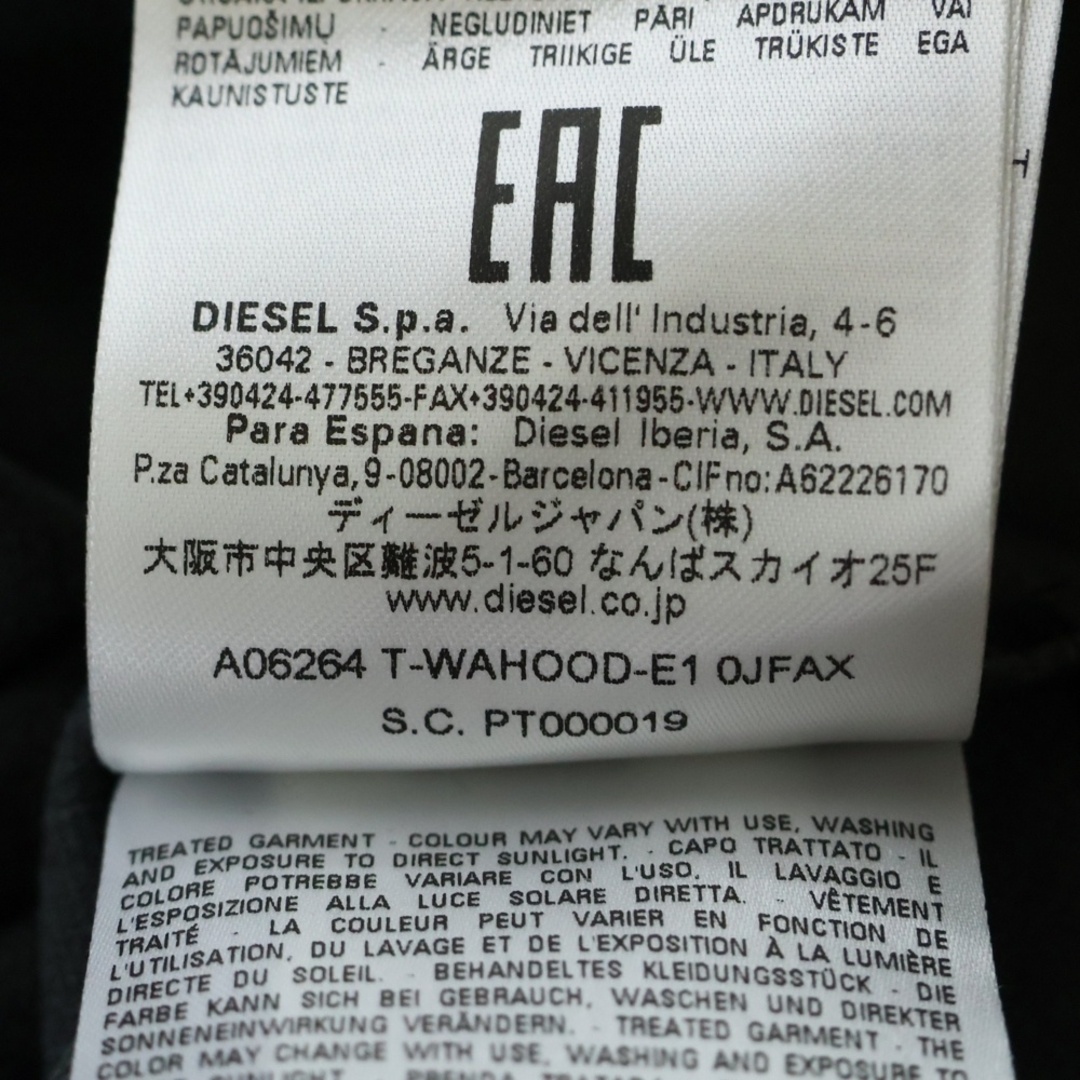 PAPUOŠIMŲ - NEGLUDINIET PĀRI APDRUKĀM VAI
ROTĀJUMIEM - ÄRGE TRIIKIGE ÜLE TRÜKISTE EGA
KAUNISTUSTE
EAC
DIESEL S.p.a. Via dell' Industria, 4-6
36042 - BREGANZE - VICENZA - ITALY
TEL+390424-477555-FAX+390424-411955-WWW.DIESEL.COM
Para Espana: Diesel Iberia, S.A.
P.za Catalunya,9-08002-Barcelona-CIFno:A62226170
ディーゼルジャパン(株)
大阪市中央区難波5-1-60 なんばスカイオ25F
www.diesel.co.jp
A06264 T-WAHOOD-E1 0JFAX
S.C. PT000019
TREATED GARMENT - COLOUR MAY VARY WITH USE, WASHING
AND EXPOSURE TO DIRECT SUNLIGHT. - CAPO TRATTATO - IL
COLORE POTREBBE VARIARE CON L'USO, IL LAVAGGIO E
L'ESPOSIZIONE ALLA LUCE SOLARE DIRETTA. - VÊTEMENT
TRAITÉ - LA COULEUR PEUT VARIER EN FONCTION DE
L'UTILISATION, DU LAVAGE ET DE L'EXPOSITION À LA LUMIÈRE
DIRECTE DU SOLEIL. - BEHANDELTES KLEIDUNGSSTÜCK - DIE
FARBE KANN SICH BEI GEBRAUCH, WASCHEN UND DIREKTER
SONNENEINWIRKUNG VERÄNDERN. - TREATED GARMENT - THE
COLOR MAY CHANGE WITH USE, WASHING AND EXPOSURE TO